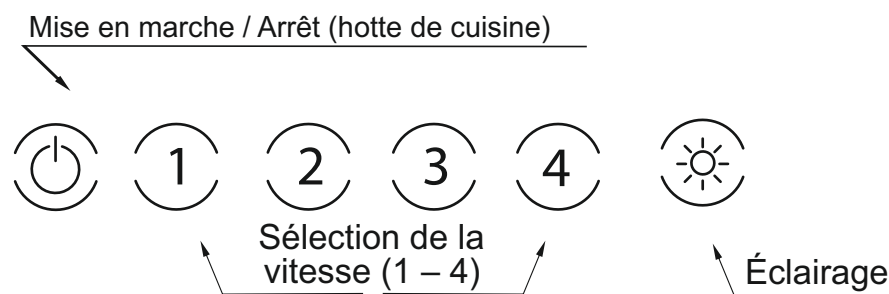 Mise en marche / Arrêt (hotte de cuisine)
1 2 3 4
Sélection de la
vitesse (1 – 4)
Éclairage